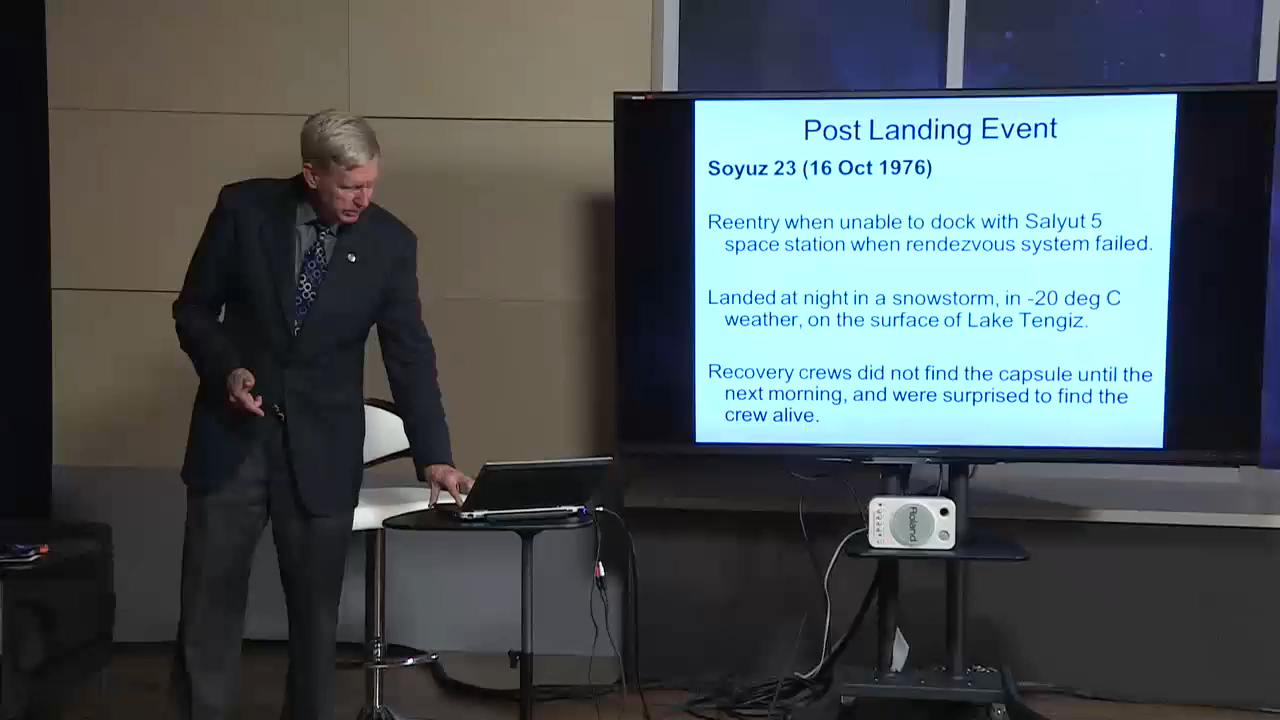 Post Landing Event
Soyuz 23 (16 Oct 1976)
Reentry when unable to dock with Salyut 5
space station when rendezvous system failed.
Landed at night in a snowstorm, in -20 deg C
weather, on the surface of Lake Tengiz.
Recovery crews did not find the capsule until the
next morning, and were surprised to find the
crew alive.
Roland